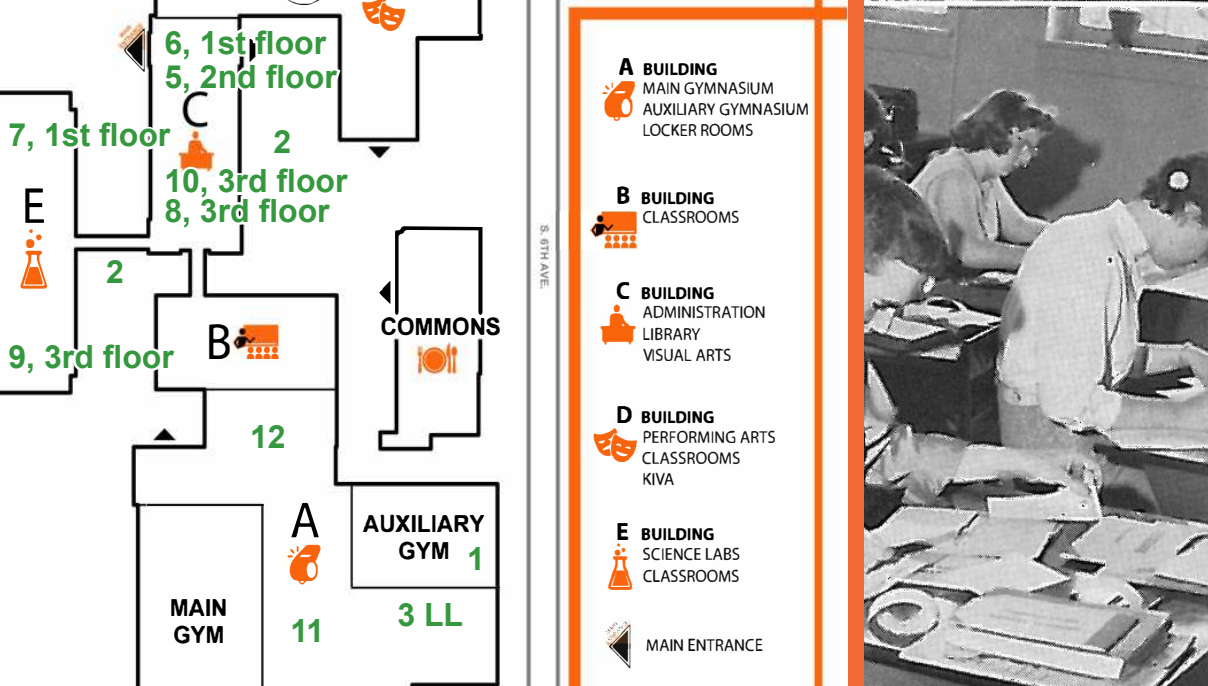 6, 1st floor
5, 2nd floor
C
7, 1st floor
2
10, 3rd floor
8, 3rd floor
E
2
B
9, 3rd floor
COMMONS
12
A
AUXILIARY
GYM
1
MAIN
GYM
11
3 LL
S. 6TH AVE.
A BUILDING
MAIN GYMNASIUM
AUXILIARY GYMNASIUM
LOCKER ROOMS
B BUILDING
CLASSROOMS
C BUILDING
ADMINISTRATION
LIBRARY
VISUAL ARTS
D BUILDING
PERFORMING ARTS
CLASSROOMS
KIVA
E BUILDING
SCIENCE LABS
CLASSROOMS
MAIN ENTRANCE